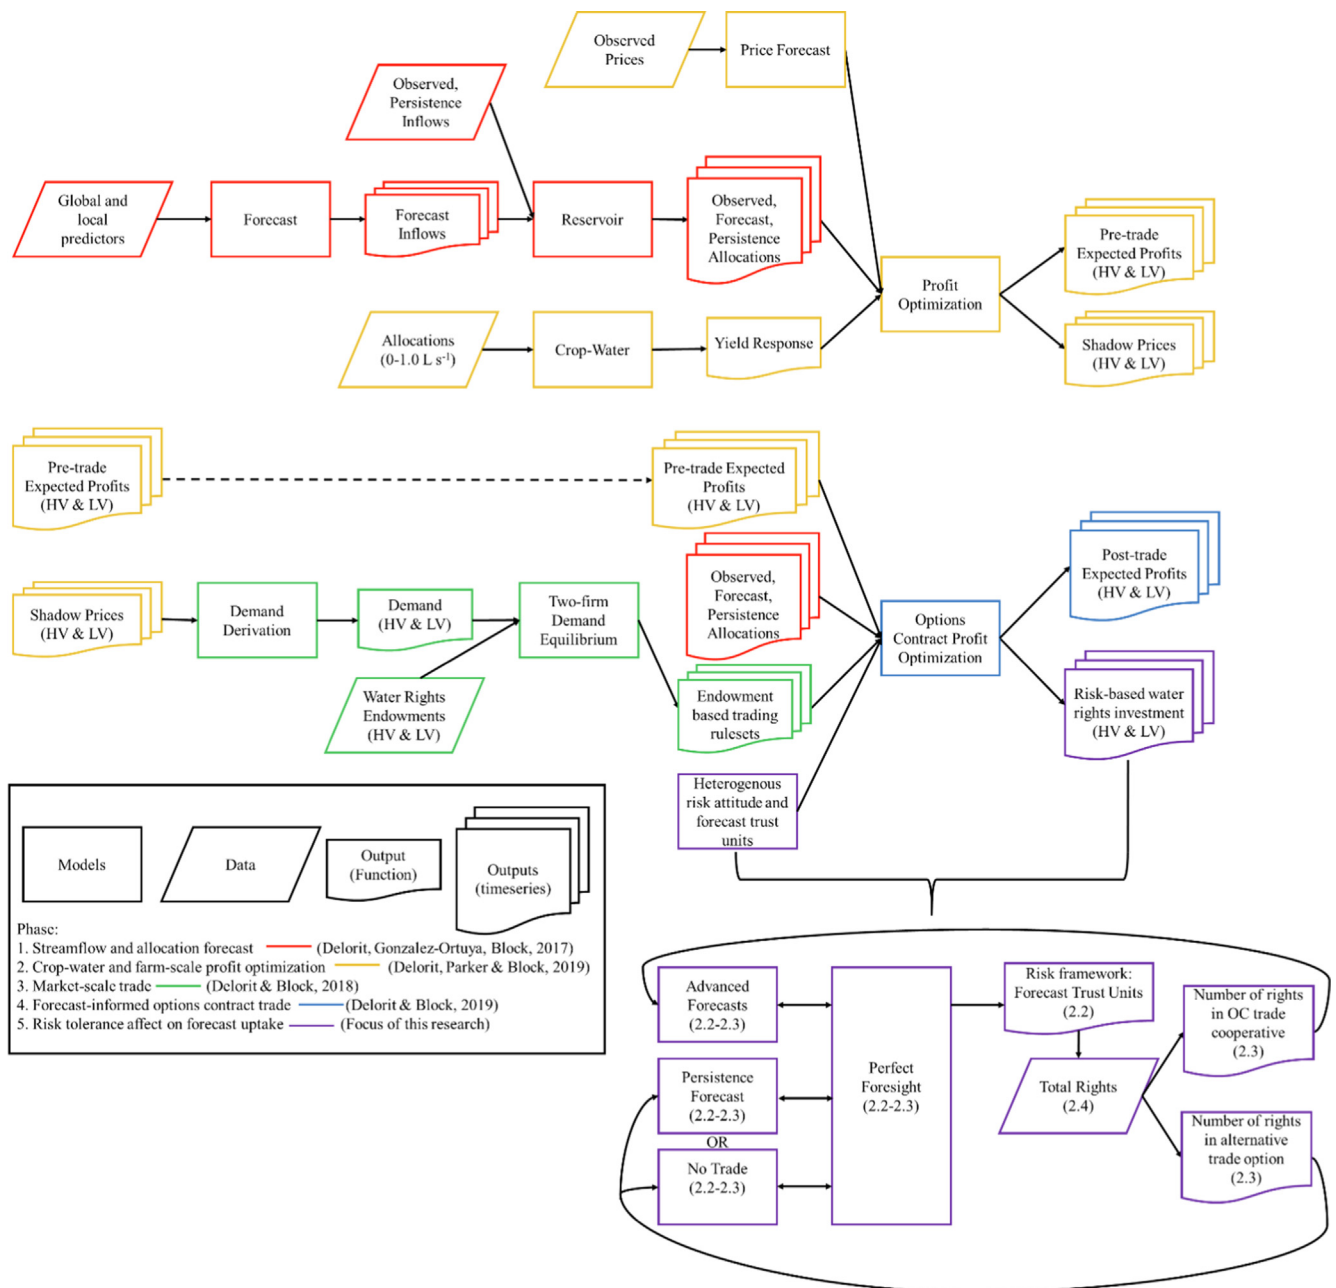 Observed
Prices
Price Forecast
Observed,
Persistence
Inflows
Global and
local
predictors
Forecast
Forecast
Inflows
Reservoir
Observed,
Forecast,
Persistence
Allocations
Profit
Optimization
Pre-trade
Expected Profits
(HV & LV)
Allocations
(0-1.0 L s⁻¹)
Crop-Water
Yield Response
Shadow Prices
(HV & LV)
Pre-trade
Expected Profits
(HV & LV)
Pre-trade Expected
Profits
(HV & LV)
Shadow Prices
(HV & LV)
Demand
Derivation
Demand
(HV & LV)
Two-firm
Demand
Equilibrium
Observed,
Forecast,
Persistence
Allocations
Options
Contract Profit
Optimization
Post-trade
Expected Profits
(HV & LV)
Water Rights
Endowments
(HV & LV)
Endowment
based trading
rulesets
Risk-based water
rights investment
(HV & LV)
Heterogenous
risk attitude and
forecast trust
units
Models
Data
Output
(Function)
Outputs
(timeseries)
Phase:
1. Streamflow and allocation forecast (Delorit, Gonzalez-Ortuya, Block, 2017)
2. Crop-water and farm-scale profit optimization (Delorit, Parker & Block, 2019)
3. Market-scale trade (Delorit & Block, 2018)
4. Forecast-informed options contract trade (Delorit & Block, 2019)
5. Risk tolerance affect on forecast uptake (Focus of this research)
Advanced
Forecasts
(2.2-2.3)
Persistence
Forecast
(2.2-2.3)
OR
No Trade
(2.2-2.3)
Perfect
Foresight
(2.2-2.3)
Risk framework:
Forecast Trust Units
(2.2)
Total Rights
(2.4)
Number of rights
in OC trade
cooperative
(2.3)
Number of rights
in alternative
trade option
(2.3)